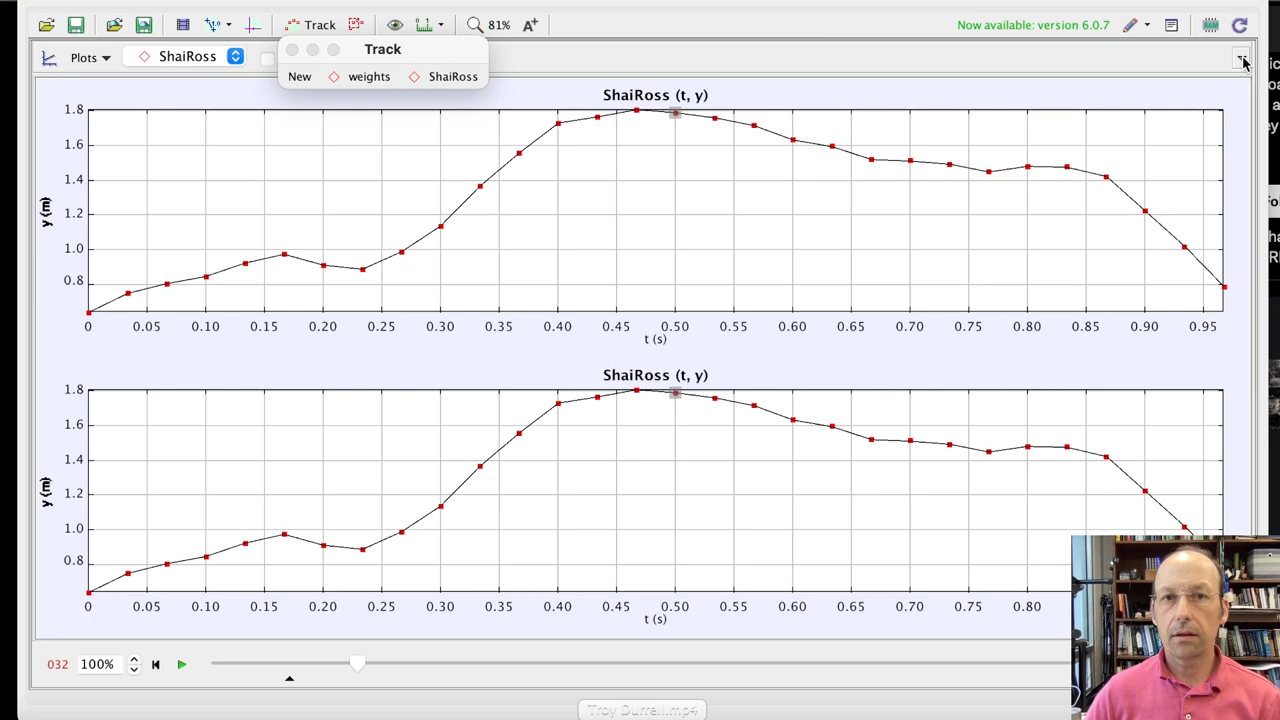 Track
81%
A+
Now available: version 6.0.7
Plots
ShaiRoss
Track
New
weights
ShaiRoss
ShaiRoss (t, y)
y (m)
1.8
1.6
1.4
1.2
1.0
0.8
0 0.05 0.10 0.15 0.20 0.25 0.30 0.35 0.40 0.45 0.50 0.55 0.60 0.65 0.70 0.75 0.80 0.85 0.90 0.95
t (s)
ShaiRoss (t, y)
y (m)
1.8
1.6
1.4
1.2
1.0
0.8
0 0.05 0.10 0.15 0.20 0.25 0.30 0.35 0.40 0.45 0.50 0.55 0.60 0.65 0.70 0.75 0.80
t (s)
032 100%
Troy Durrell.mp4